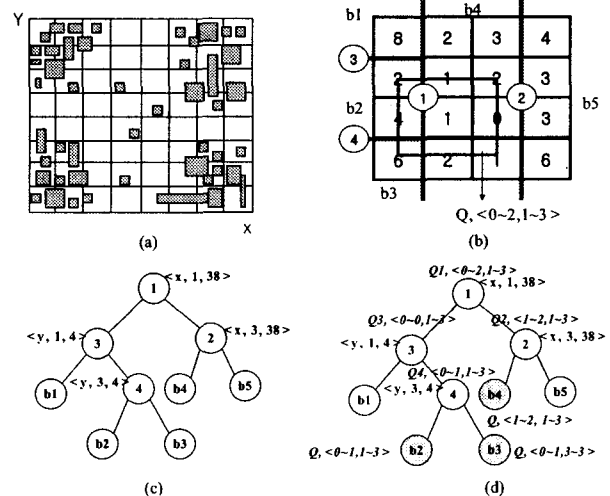 Y
X
(a)
b1
b4
8 2 3 4
3
2 1 2 3
1
2
b2
b5
4 1 0 3
4
6 2 6
b3
Q, <0~2,1~3>
(b)
<x, 1, 38>
1
<y, 1, 4>
3
2
<x, 3, 38>
b1
<y, 3, 4>
4
b4
b5
b2
b3
(c)
Q1, <0~2,1~3>
<x, 1, 38>
1
Q3, <0~0,1~3>
Q2, <1~2,1~3>
<y, 1, 4>
3
2
<x, 3, 38>
Q4, <0~1,1~3>
b1
<y, 3, 4>
4
b4
b5
Q, <1~2, 1~3>
Q, <0~1,1~3>
b2
b3
Q, <0~1,3~3>
(d)